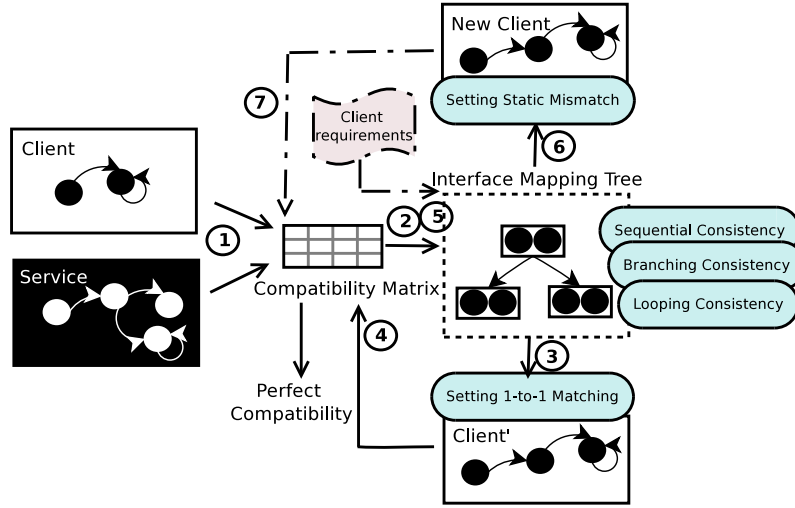 New Client
Setting Static Mismatch
7
Client
requirements
6
Client
Interface Mapping Tree
1
2
5
Sequential Consistency
Service
Branching Consistency
Compatibility Matrix
Looping Consistency
4
3
Perfect
Compatibility
Setting 1-to-1 Matching
Client'